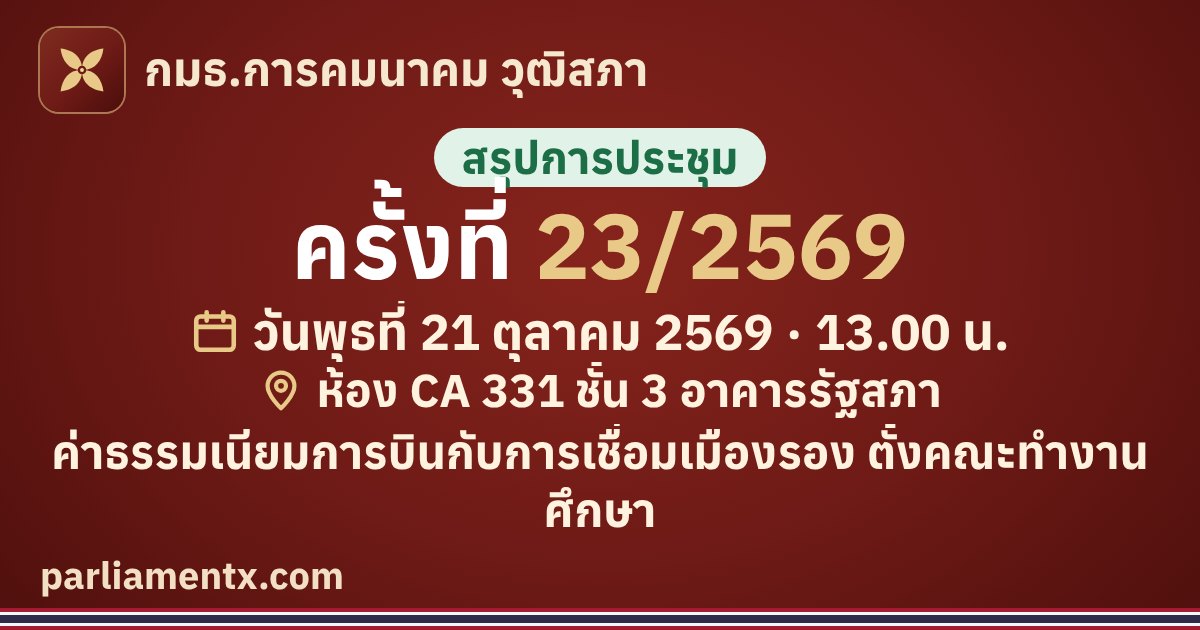 กมธ.การคมนาคม วุฒิสภา
สรุปการประชุม
ครั้งที่ 23/2569
วันพุธที่ 21 ตุลาคม 2569 · 13.00 น.
ห้อง CA 331 ชั้น 3 อาคารรัฐสภา
ค่าธรรมเนียมการบินกับการเชื่อมเมืองรอง ตั้งคณะทำงาน
ศึกษา
parliamentx.com